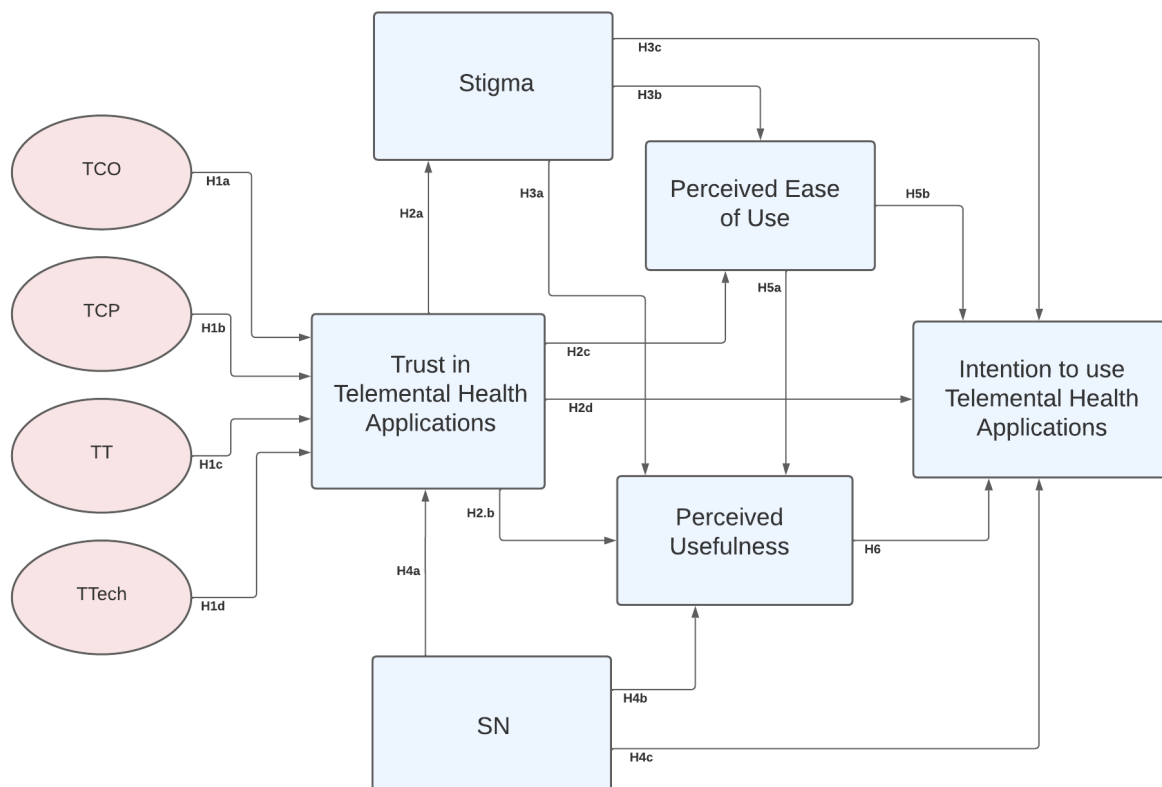 H3c
Stigma
H3b
TCO
H1a
H3a
Perceived Ease
of Use
H5b
H2a
H5a
TCP
H1b
Trust in
Telemental Health
Applications
H2c
H2d
Intention to use
Telemental Health
Applications
TT
H1c
H2.b
Perceived
Usefulness
H6
H4a
TTech
H1d
H4b
SN
H4c